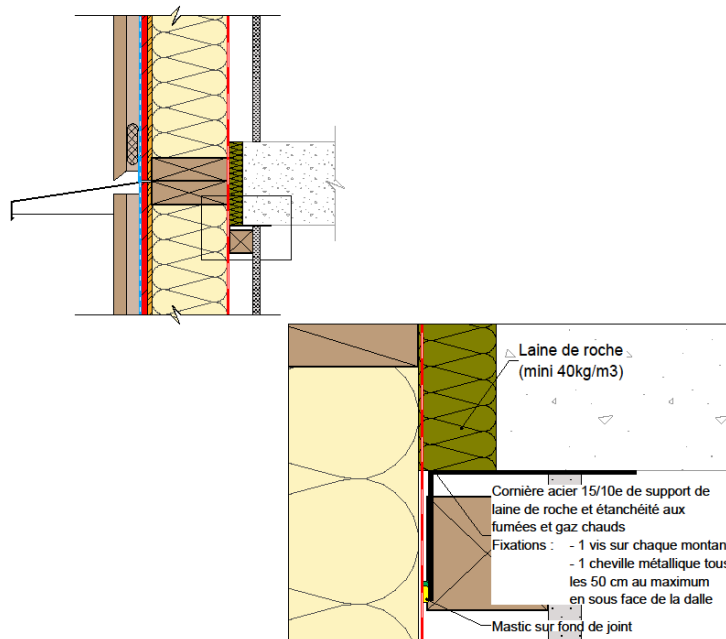 Laine de roche
(mini 40kg/m3)
Cornière acier 15/10e de support de
laine de roche et étanchéité aux
fumées et gaz chauds
Fixations : - 1 vis sur chaque montan
- 1 cheville métallique tous
les 50 cm au maximum
en sous face de la dalle
Mastic sur fond de joint